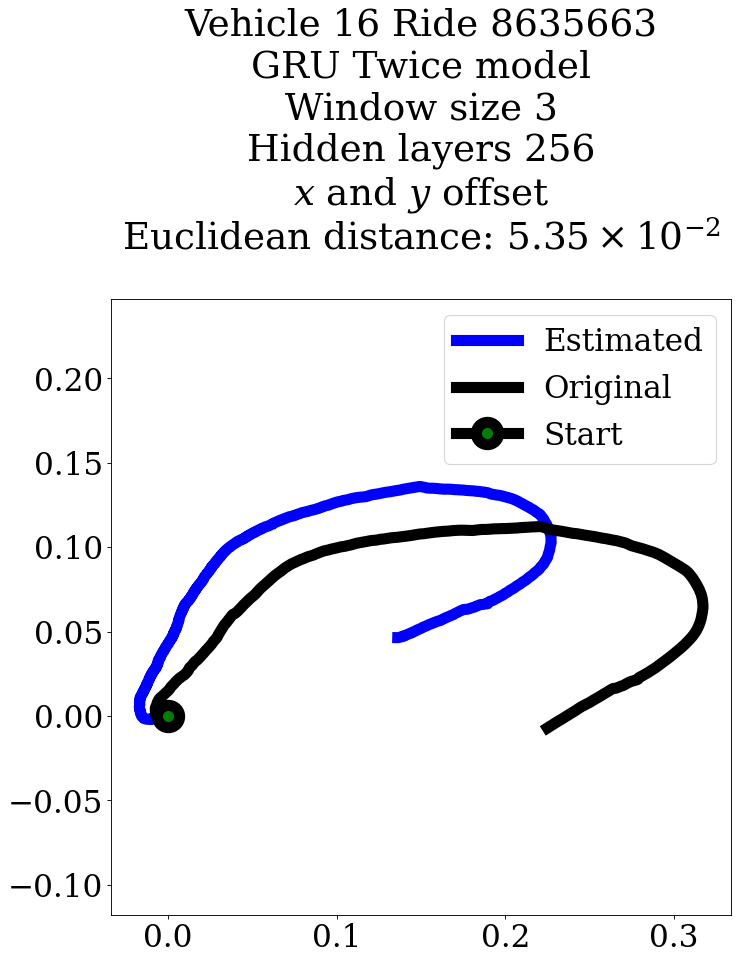 Vehicle 16 Ride 8635663
GRU Twice model
Window size 3
Hidden layers 256
x and y offset
Euclidean distance: 5.35 × 10⁻²
Estimated
Original
Start
0.20
0.15
0.10
0.05
0.00
−0.05
−0.10
0.0 0.1 0.2 0.3